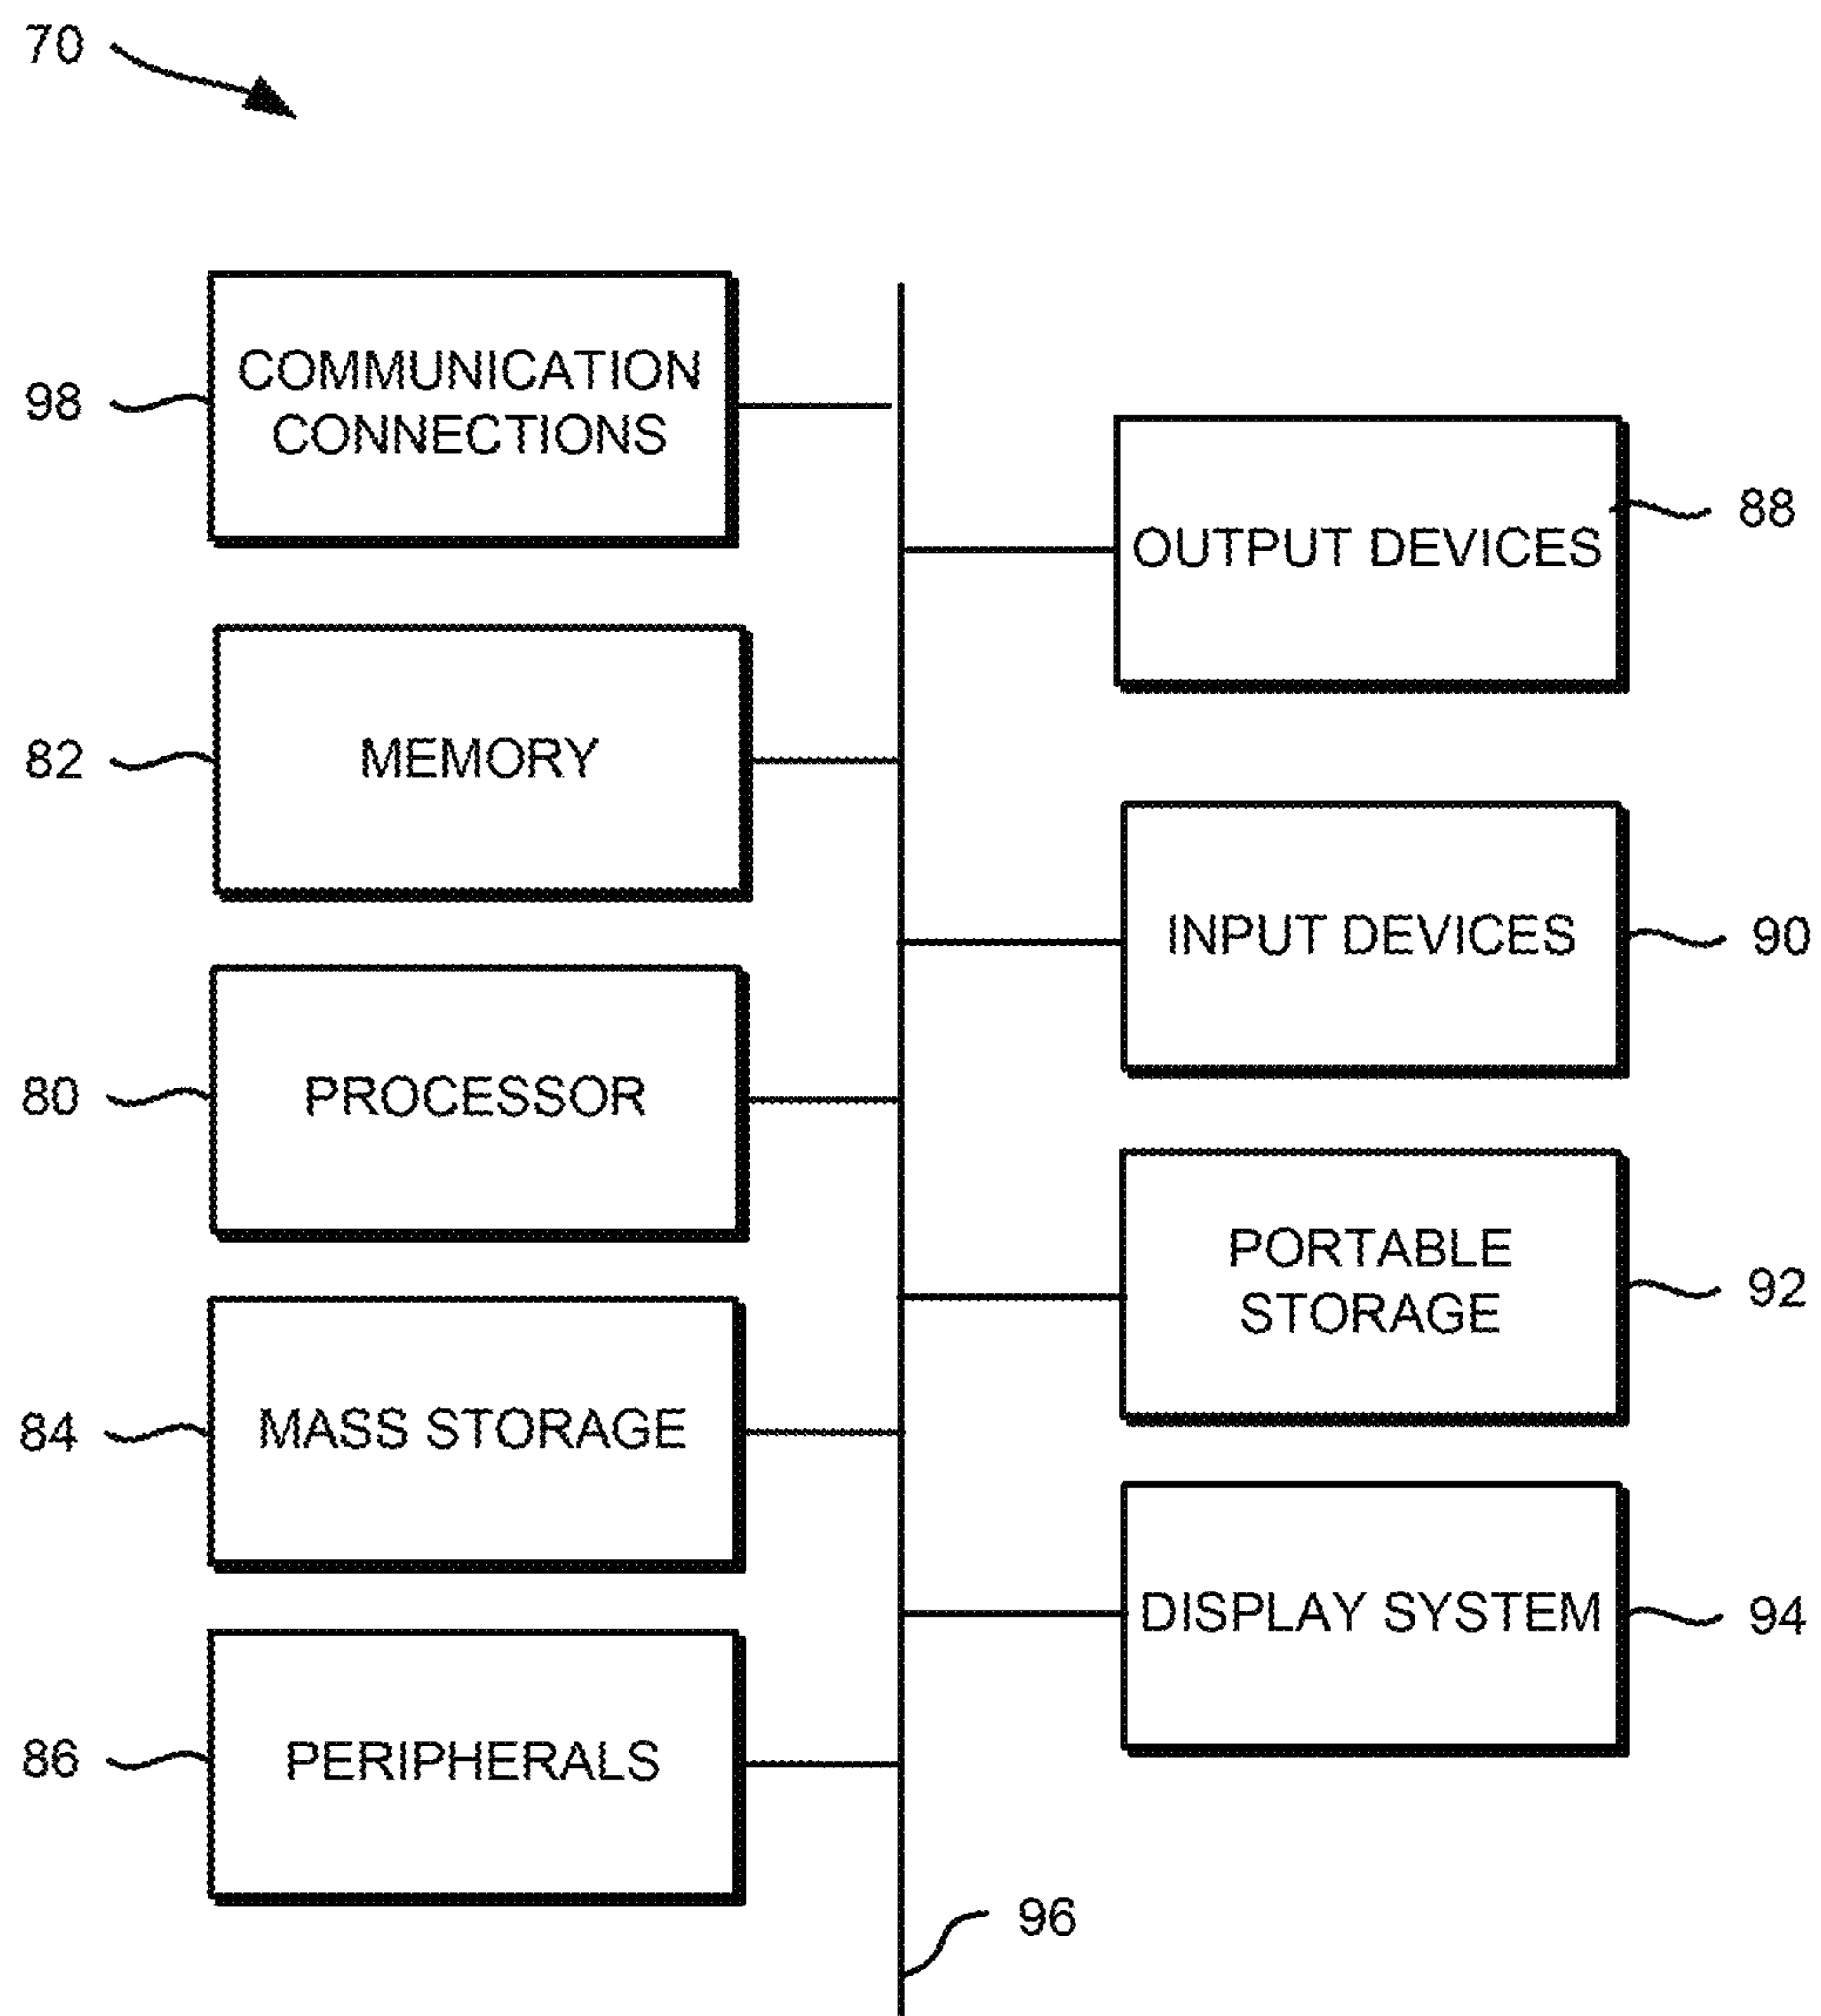 70
98
COMMUNICATION
CONNECTIONS
OUTPUT DEVICES
88
82
MEMORY
INPUT DEVICES
90
80
PROCESSOR
PORTABLE
STORAGE
92
84
MASS STORAGE
DISPLAY SYSTEM
94
86
PERIPHERALS
96